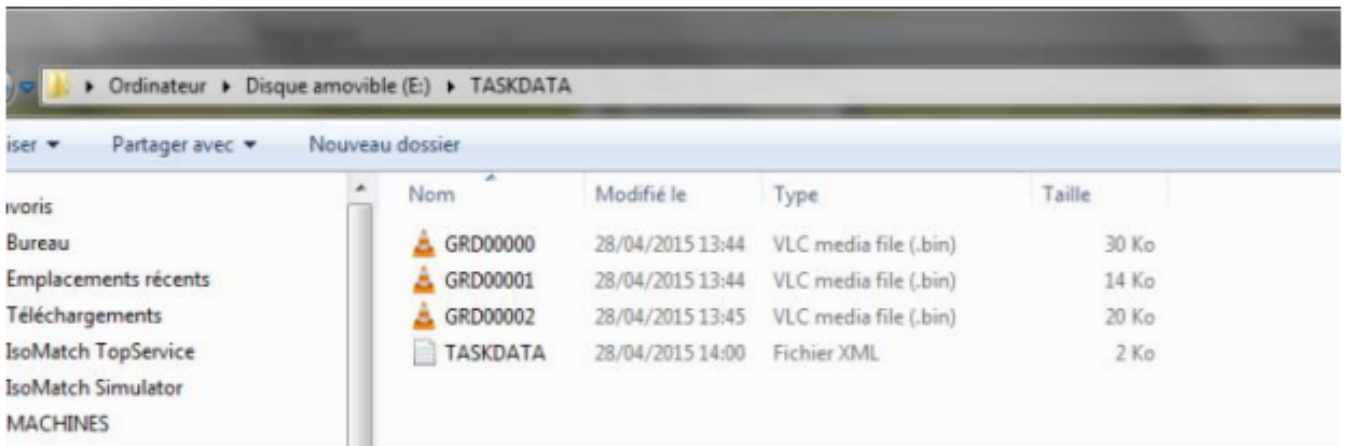 Ordinateur ▸ Disque amovible (E:) ▸ TASKDATA
iser Partager avec Nouveau dossier
Nom Modifié le Type Taille
voris
Bureau
Emplacements récents
Téléchargements
IsoMatch TopService
IsoMatch Simulator
MACHINES
GRD00000 28/04/2015 13:44 VLC media file (.bin) 30 Ko
GRD00001 28/04/2015 13:44 VLC media file (.bin) 14 Ko
GRD00002 28/04/2015 13:45 VLC media file (.bin) 20 Ko
TASKDATA 28/04/2015 14:00 Fichier XML 2 Ko